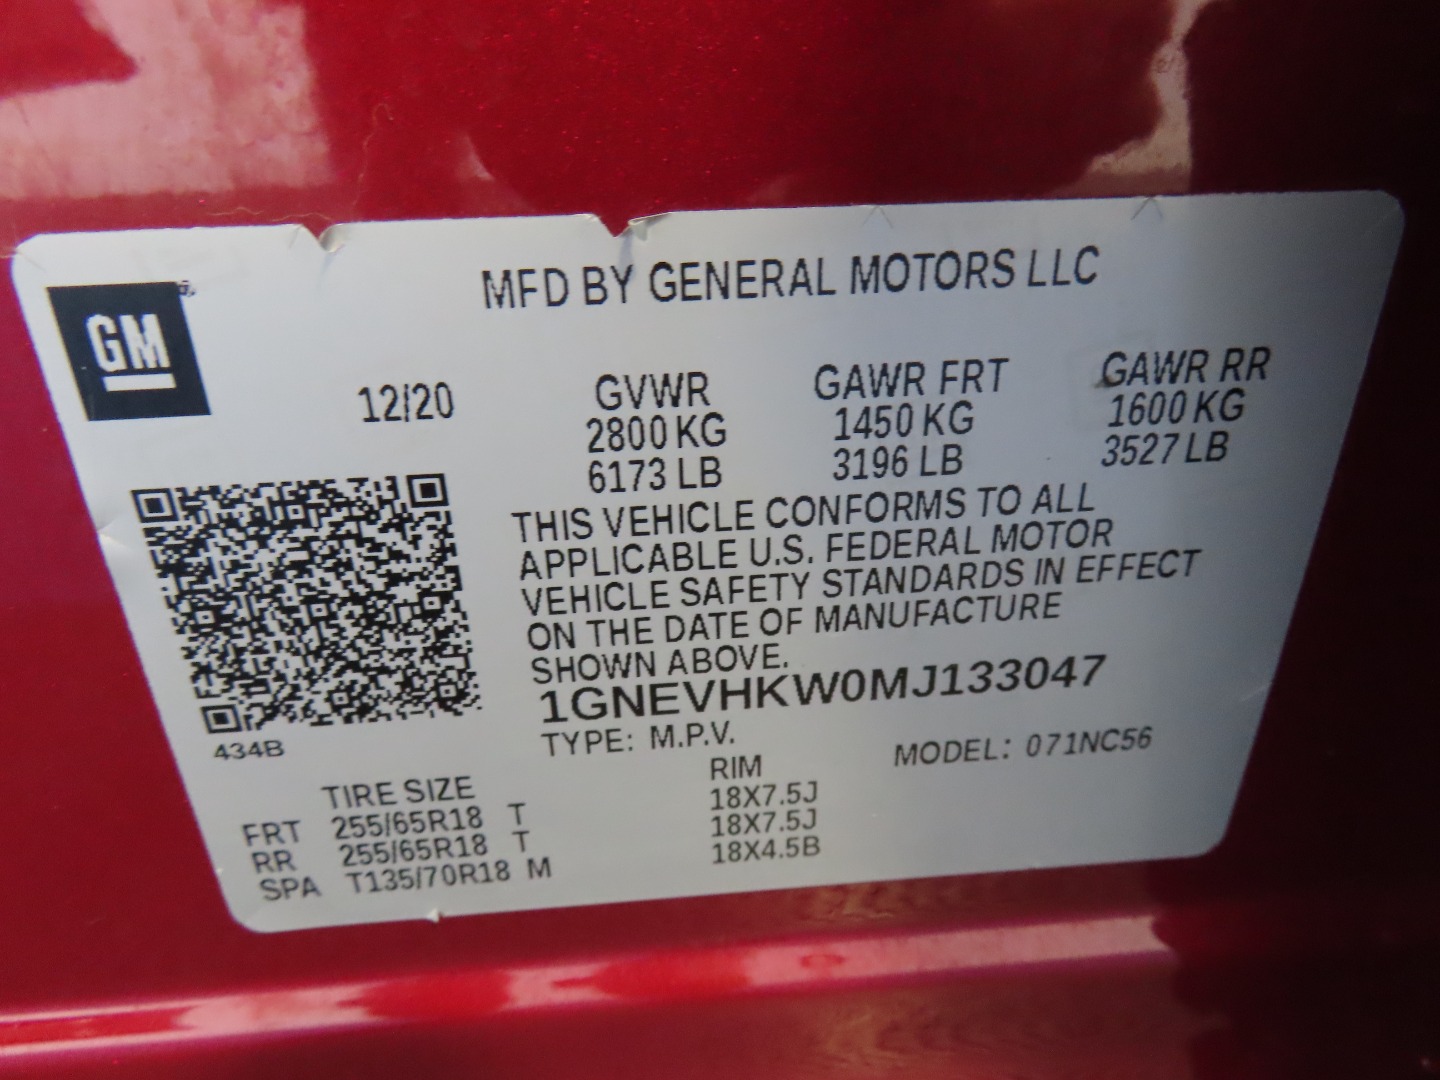 MFD BY GENERAL MOTORS LLC
GM
12/20
GVWR GAWR FRT GAWR RR
2800 KG 1450 KG 1600 KG
6173 LB 3196 LB 3527 LB
THIS VEHICLE CONFORMS TO ALL
APPLICABLE U.S. FEDERAL MOTOR
VEHICLE SAFETY STANDARDS IN EFFECT
ON THE DATE OF MANUFACTURE
SHOWN ABOVE.
1GNEVHKW0MJ133047
434B
TYPE: M.P.V. MODEL: 071NC56
TIRE SIZE RIM
FRT 255/65R18 T 18X7.5J
RR 255/65R18 T 18X7.5J
SPA T135/70R18 M 18X4.5B